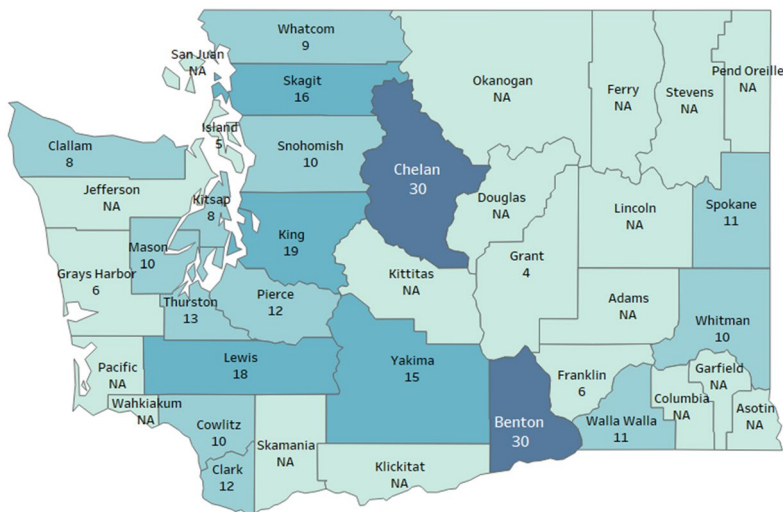 Whatcom
9
San Juan
NA
Skagit
16
Okanogan
NA
Ferry
NA
Stevens
NA
Pend Oreille
NA
Island
5
Clallam
8
Snohomish
10
Chelan
30
Jefferson
NA
Kitsap
8
Douglas
NA
Lincoln
NA
Spokane
11
King
19
Mason
10
Grays Harbor
6
Kittitas
NA
Grant
4
Thurston
13
Pierce
12
Adams
NA
Whitman
10
Lewis
18
Yakima
15
Pacific
NA
Franklin
6
Garfield
NA
Wahkiakum
NA
Columbia
NA
Asotin
NA
Cowlitz
10
Skamania
NA
Benton
30
Walla Walla
11
Clark
12
Klickitat
NA